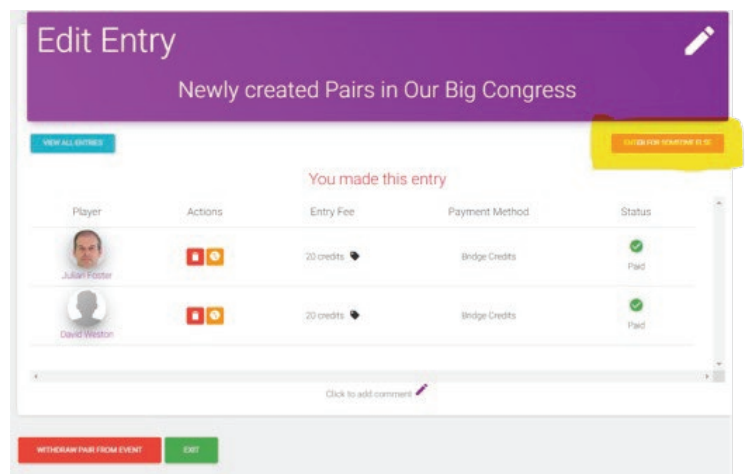 Edit Entry
Newly created Pairs in Our Big Congress
VIEW ALL ENTRIES
ENTER FOR SOMEONE ELSE
You made this entry
Player Actions Entry Fee Payment Method Status
20 credits Bridge Credits Paid
Julian Foster
20 credits Bridge Credits Paid
David Weston
Click to add comment
WITHDRAW PAIR FROM EVENT EXIT